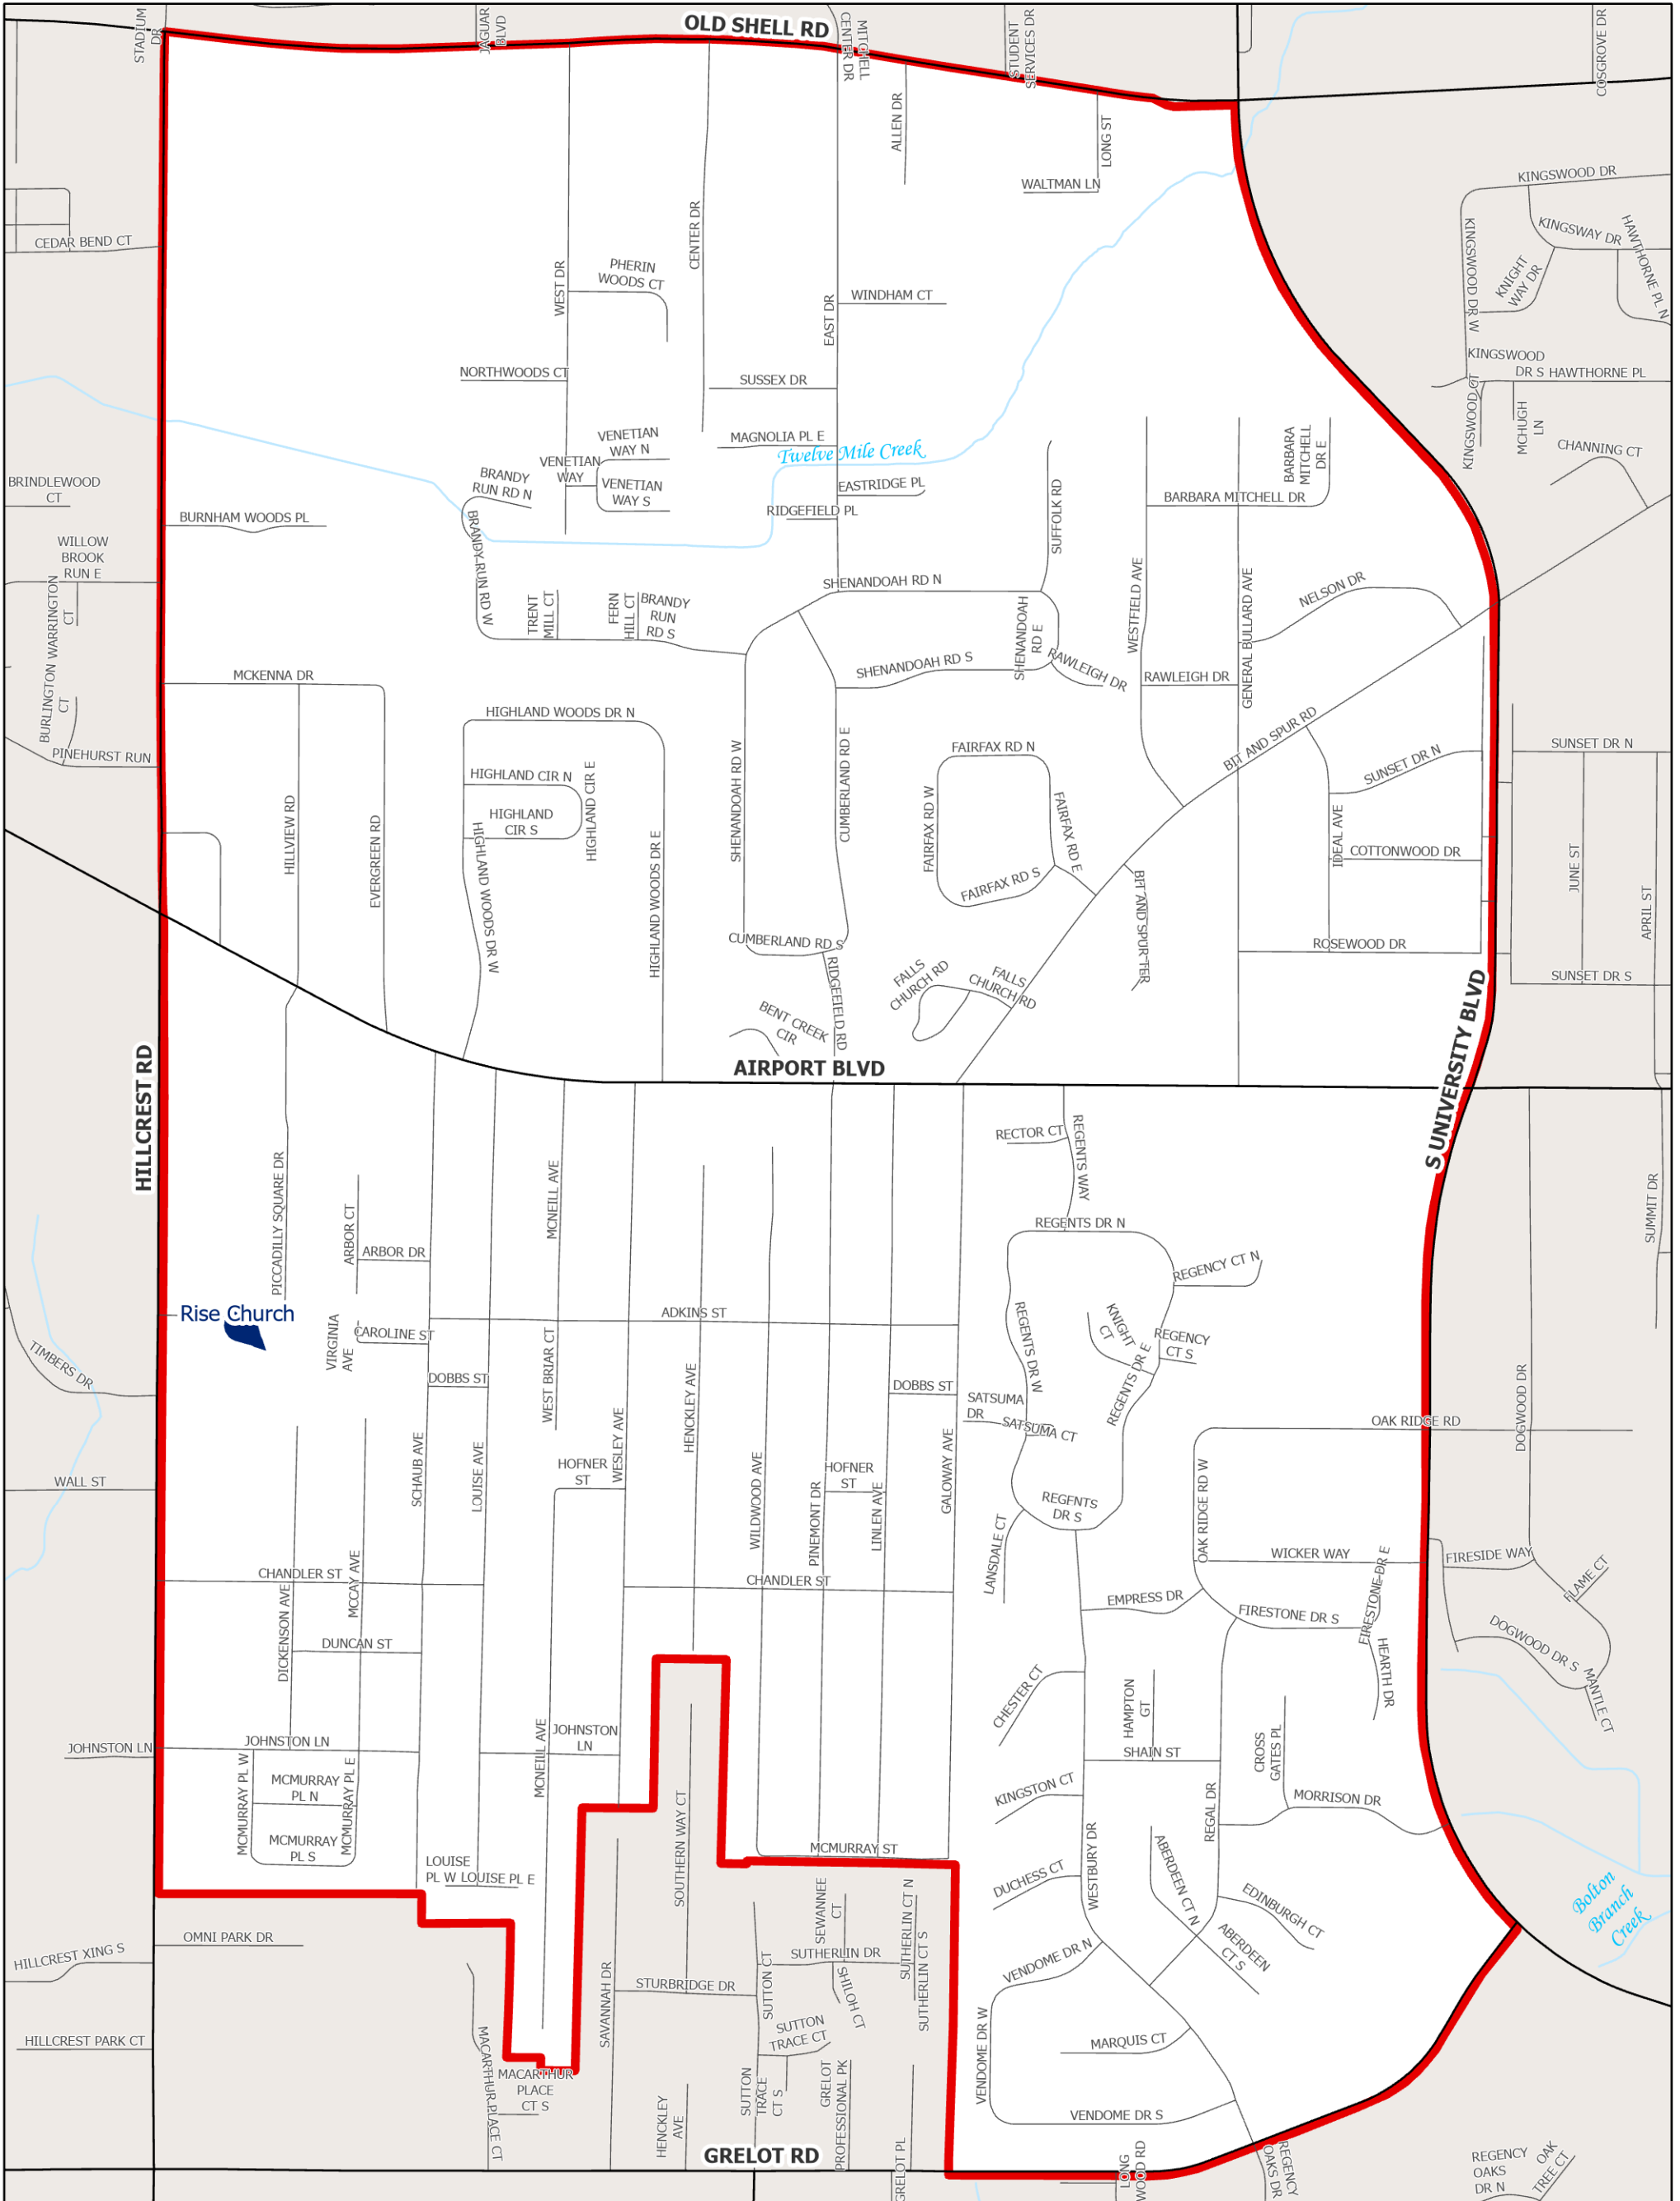 STADIUM
DR
JAGUAR
BLVD
OLD SHELL RD
MITCHELL
CENTER DR
STUDENT
SERVICES DR
COSGROVE DR
ALLEN DR
LONG ST
WALTMAN LN
KINGSWOOD DR
KINGSWAY DR
HAWTHORNE PL N
KNIGHT
WAY DR
KINGSWOOD DR W
CEDAR BEND CT
CENTER DR
WEST DR
PHERIN
WOODS CT
EAST DR
WINDHAM CT
KINGSWOOD
DR S
HAWTHORNE PL
NORTHWOODS CT
SUSSEX DR
KINGSWOOD CT
MCHUGH
LN
CHANNING CT
VENETIAN
WAY N
MAGNOLIA PL E
Twelve Mile Creek
BARBARA
MITCHELL
DR E
VENETIAN
WAY
BRANDY
RUN RD N
VENETIAN
WAY S
EASTRIDGE PL
BARBARA MITCHELL DR
BRINDLEWOOD
CT
BURNHAM WOODS PL
RIDGEFIELD PL
SUFFOLK RD
WILLOW
BROOK
RUN E
BRANDY RUN RD W
SHENANDOAH RD N
WESTFIELD AVE
GENERAL BULLARD AVE
NELSON DR
TRENT
MILL CT
FERN
HILL CT
BRANDY
RUN
RD S
SHENANDOAH
RD E
BURLINGTON WARRINGTON
CT
CT
MCKENNA DR
SHENANDOAH RD S
RAWLEIGH DR
RAWLEIGH DR
HIGHLAND WOODS DR N
BIT AND SPUR RD
PINEHURST RUN
FAIRFAX RD N
SUNSET DR N
SUNSET DR N
HIGHLAND CIR N
HIGHLAND CIR E
SHENANDOAH RD W
CUMBERLAND RD E
HILLVIEW RD
EVERGREEN RD
HIGHLAND
CIR S
FAIRFAX RD W
FAIRFAX RD E
IDEAL AVE
COTTONWOOD DR
JUNE ST
APRIL ST
HIGHLAND WOODS DR W
HIGHLAND WOODS DR E
FAIRFAX RD S
BIT AND SPUR TER
CUMBERLAND RD S
ROSEWOOD DR
FALLS
CHURCH RD
FALLS
CHURCH RD
RIDGEFIELD RD
SUNSET DR S
BENT CREEK
CIR
AIRPORT BLVD
HILLCREST RD
S UNIVERSITY BLVD
RECTOR CT
REGENTS WAY
PICCADILLY SQUARE DR
MCNEILL AVE
ARBOR CT
ARBOR DR
REGENTS DR N
SUMMIT DR
REGENCY CT N
Rise Church
ADKINS ST
VIRGINIA
AVE
CAROLINE ST
REGENTS DR W
KNIGHT
CT
REGENCY
CT S
TIMBERS DR
WEST BRIAR CT
DOBBS ST
DOBBS ST
HENCKLEY AVE
REGENTS DR E
SATSUMA
DR
SATSUMA CT
DOGWOOD DR
OAK RIDGE RD
SCHAUB AVE
LOUISE AVE
WESLEY AVE
HOFNER
ST
WILDWOOD AVE
HOFNER
ST
PINEMONT DR
LINLEN AVE
GALOWAY AVE
WALL ST
REGENTS
DR S
OAK RIDGE RD W
LANSDALE CT
WICKER WAY
FIRESIDE WAY
FLAME CT
CHANDLER ST
CHANDLER ST
MCCAY AVE
DICKENSON AVE
EMPRESS DR
FIRESTONE DR S
FIRESTONE DR E
DUNCAN ST
DOGWOOD DR S
HEARTH DR
MANTLE CT
CHESTER CT
HAMPTON
GT
JOHNSTON LN
JOHNSTON LN
JOHNSTON
LN
MCNEILL AVE
CROSS
GATES PL
SHAIN ST
MCMURRAY PL W
MCMURRAY
PL N
MCMURRAY PL E
KINGSTON CT
MORRISON DR
REGAL DR
MCMURRAY
PL S
SOUTHERN WAY CT
MCMURRAY ST
LOUISE
PL W
LOUISE PL E
DUCHESS CT
WESTBURY DR
ABERDEEN CT N
EDINBURGH CT
Bolton
Branch
Creek
SEWANNEE
CT
SUTHERLIN CT N
OMNI PARK DR
HILLCREST XING S
ABERDEEN
CT S
SUTHERLIN DR
VENDOME DR N
SAVANNAH DR
STURBRIDGE DR
SUTTON CT
SHILOH CT
SUTHERLIN CT S
HILLCREST PARK CT
SUTTON
TRACE CT
MARQUIS CT
MACARTHUR PLACE CT
MACARTHUR
PLACE
CT S
VENDOME DR W
HENCKLEY
AVE
SUTTON
TRACE
CT S
GRELOT
PROFESSIONAL PK
VENDOME DR S
GRELOT RD
GRELOT PL
LONG
WOOD RD
REGENCY
OAKS DR
REGENCY
OAKS
DR N
OAK
TREE CT